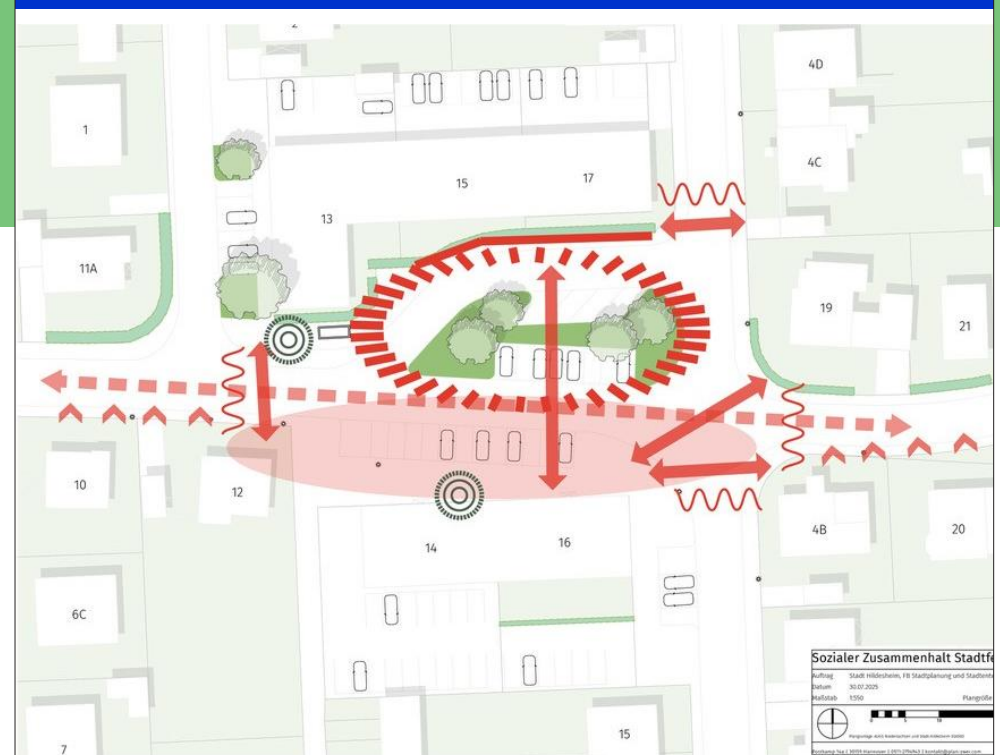 4D
1
4C
15
17
13
11A
19
21
10
12
14
16
4B
20
6C
7
15
Sozialer Zusammenhalt Stadtfe
Auftrag Stadt Hildesheim, FB Stadtplanung und Stadtent
Datum 30.07.2025
Maßstab 1:550 Plangröße